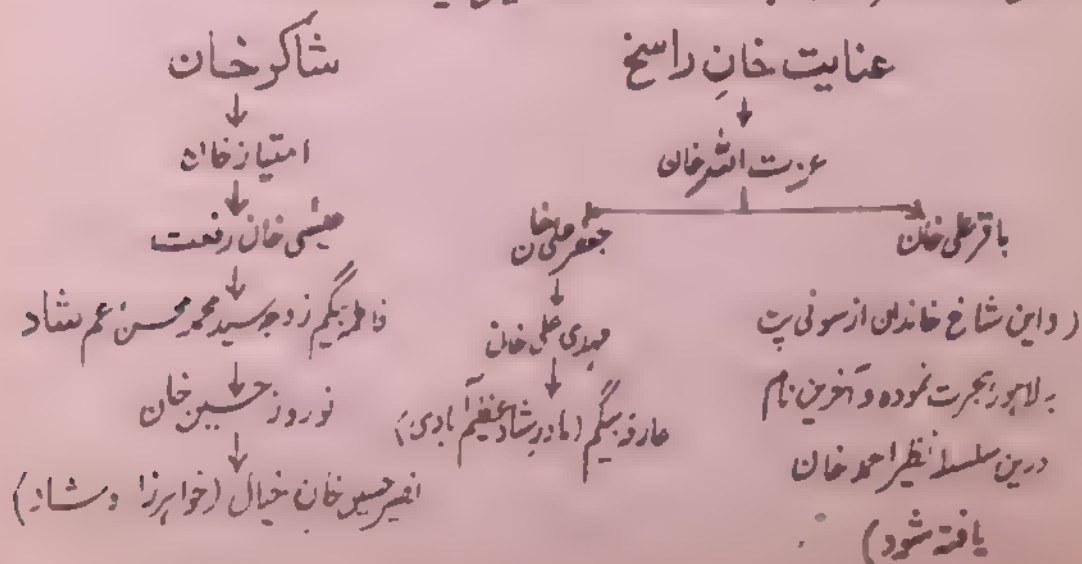 عنایت خانِ راسخ
شاکر خان
↓
↓
عزت اللہ خان
امتیاز خان
↓
باقر علی خان
جعفر علی خان
عیسیٰ خان رفعت
↓
↓
(واین شاخ خاندان از سونی پت
مہدی علی خان
فاطمہ بیگم زوجہ سید محمد محسن عم شاد
بہ لاہور ہجرت نمودہ و آخرین نام
↓
↓
عارفہ بیگم (مادر شاد عظیم آبادی)
نوروز حسین خان
درین سلسلہ نظیر احمد خان
↓
یافتہ شود)
حسین خان خیال (خواہرزادہ شاد)